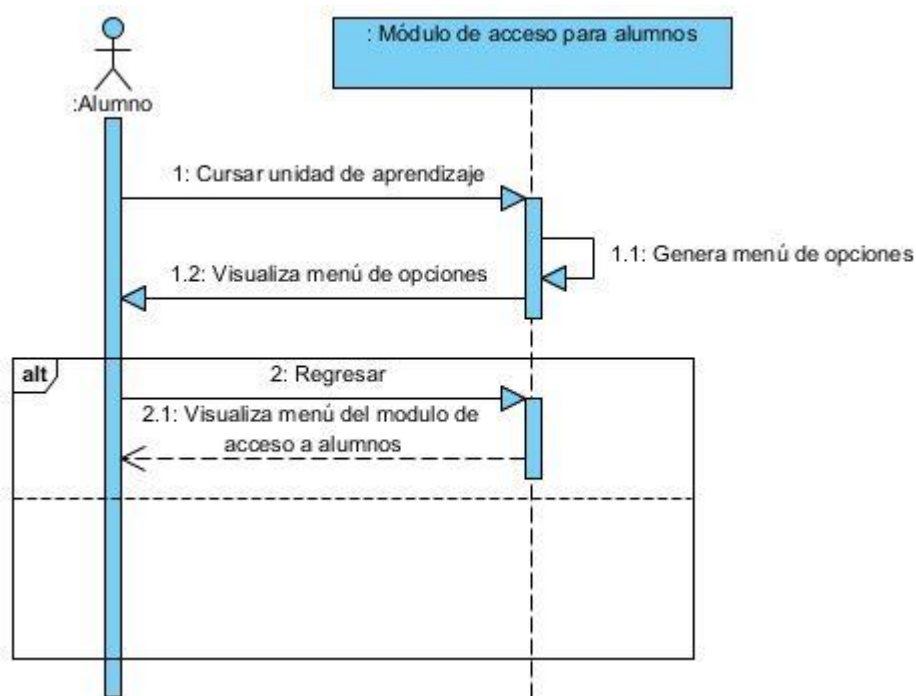 : Módulo de acceso para alumnos
:Alumno
1: Cursar unidad de aprendizaje
1.1: Genera menú de opciones
1.2: Visualiza menú de opciones
alt
2: Regresar
2.1: Visualiza menú del modulo de
acceso a alumnos